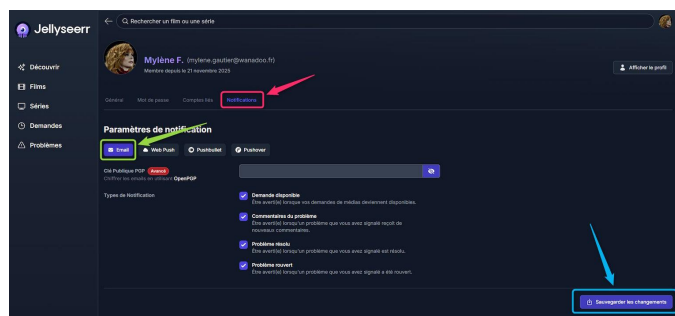 Jellyseerr
Rechercher un film ou une série
Mylène F. (mylene.gautier@wanadoo.fr)
Membre depuis le 21 novembre 2025
Afficher le profil
Découvrir
Films
Séries
Demandes
Problèmes
Général Mot de passe Comptes liés Notifications
Paramètres de notification
Email Web Push Pushbullet Pushover
Clé Publique PGP Avancé
Chiffrer les emails en utilisant OpenPGP
Types de Notification
Demande disponible
Être averti(e) lorsque vos demandes de médias deviennent disponibles.
Commentaires du problème
Être averti(e) lorsqu'un problème que vous avez signalé reçoit de
nouveaux commentaires.
Problème résolu
Être averti(e) lorsqu'un problème que vous avez signalé est résolu.
Problème rouvert
Être averti(e) lorsqu'un problème que vous avez signalé a été rouvert.
Sauvegarder les changements